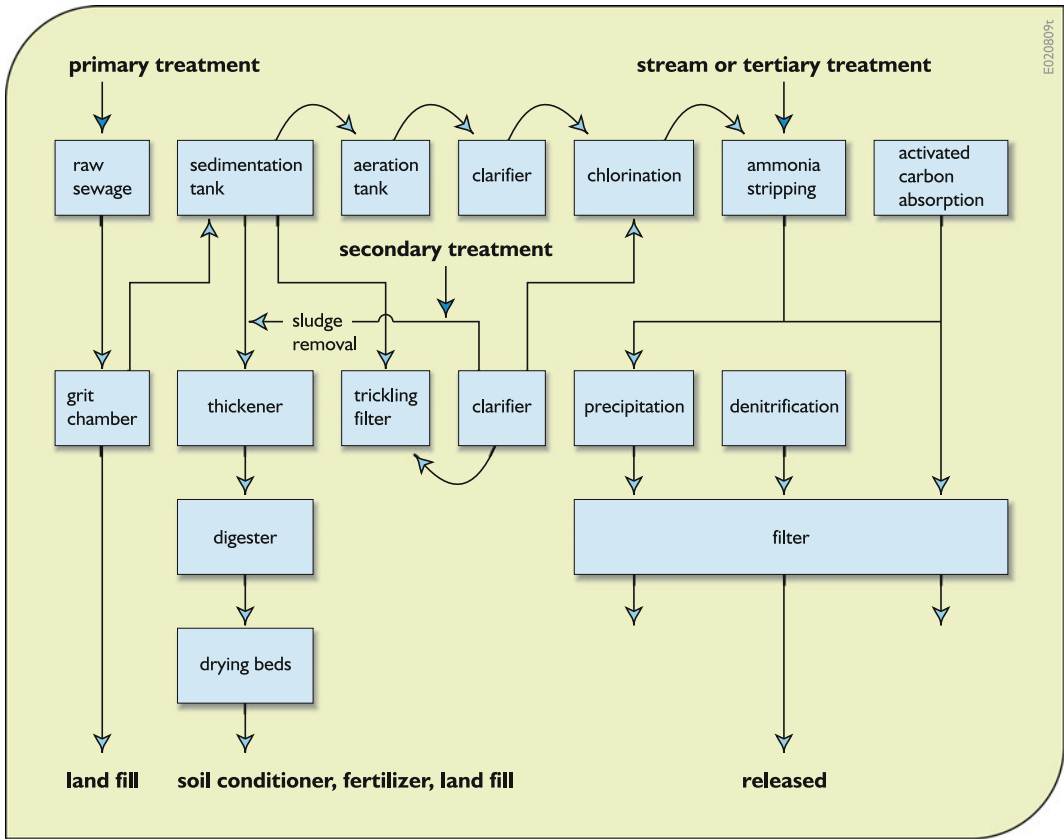 E020809t
primary treatment
stream or tertiary treatment
raw
sewage
sedimentation
tank
aeration
tank
clarifier
chlorination
ammonia
stripping
activated
carbon
absorption
secondary treatment
sludge
removal
grit
chamber
thickener
trickling
filter
clarifier
precipitation
denitrification
digester
filter
drying beds
land fill
soil conditioner, fertilizer, land fill
released